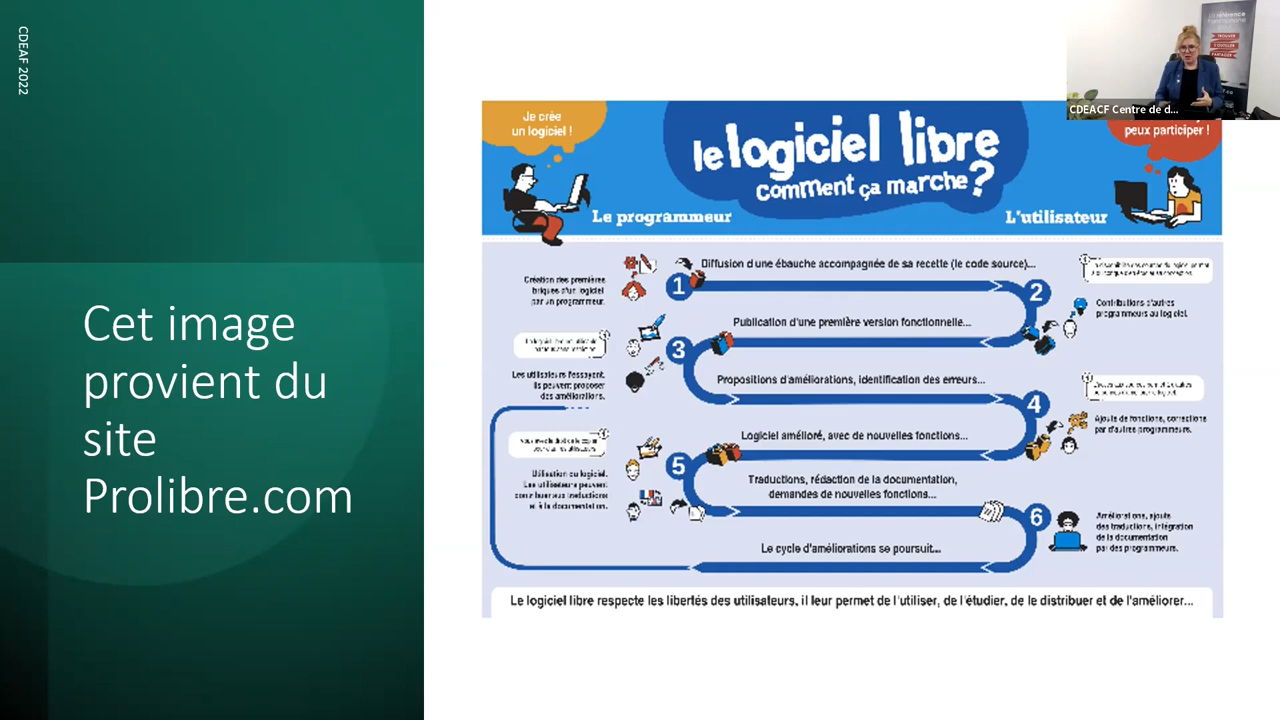 CDEAF 2022
Cet image
provient du
site
Prolibre.com
TROUVER
S'OUTILLER
PARTAGER
CDEACF Centre de d...
Je crée
un logiciel !
le logiciel libre
comment ça marche ?
peux participer !
Le programmeur
L'utilisateur
Création des premières
briques d'un logiciel
par un programmeur.
1
Diffusion d'une ébauche accompagnée de sa recette (le code source)...
2
Contributions d'autres
programmeurs au logiciel.
Publication d'une première version fonctionnelle...
3
Les utilisateurs l'essayent,
ils peuvent proposer
des améliorations.
Propositions d'améliorations, identification des erreurs...
4
Ajouts de fonctions, corrections
par d'autres programmeurs.
Logiciel amélioré, avec de nouvelles fonctions...
5
Utilisation du logiciel.
Les utilisateurs peuvent
contribuer aux traductions
et à la documentation.
Traductions, rédaction de la documentation,
demandes de nouvelles fonctions...
6
Améliorations, ajouts
des traductions, intégration
de la documentation
par des programmeurs.
Le cycle d'améliorations se poursuit...
Le logiciel libre respecte les libertés des utilisateurs, il leur permet de l'utiliser, de l'étudier, de le distribuer et de l'améliorer...